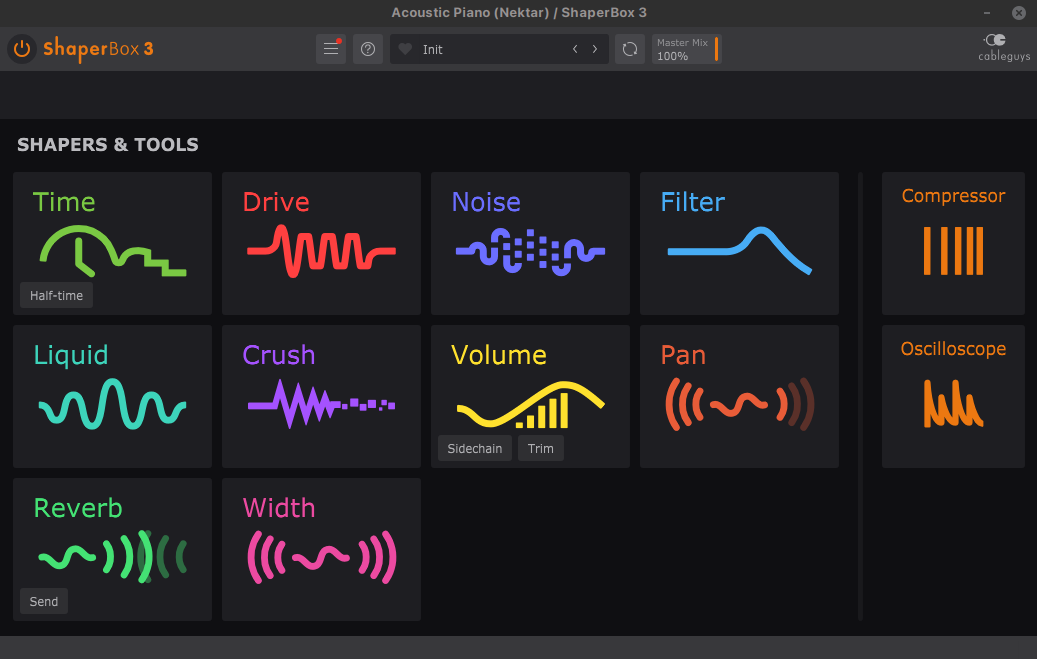 Acoustic Piano (Nektar) / ShaperBox 3
ShaperBox 3
Init
Master Mix
100%
cableguys
SHAPERS & TOOLS
Time
Half-time
Drive
Noise
Filter
Compressor
Liquid
Crush
Volume
Sidechain
Trim
Pan
Oscilloscope
Reverb
Send
Width